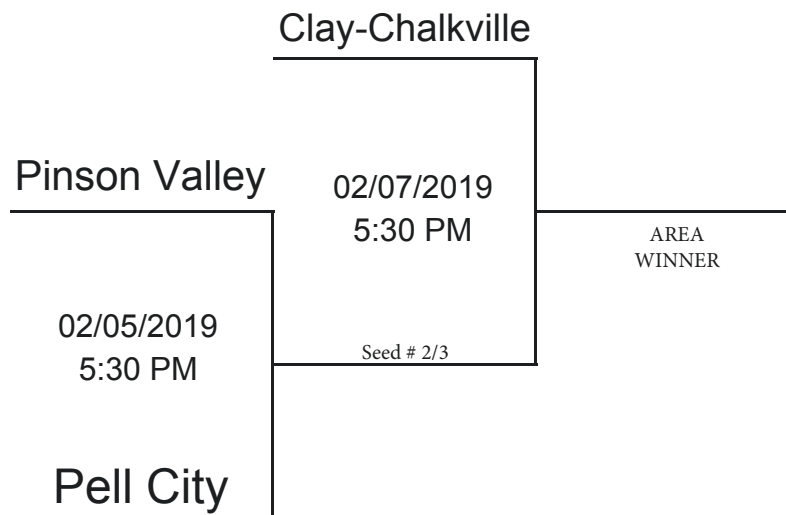 Clay-Chalkville
Pinson Valley
02/07/2019
5:30 PM
AREA
WINNER
02/05/2019
5:30 PM
Seed # 2/3
Pell City